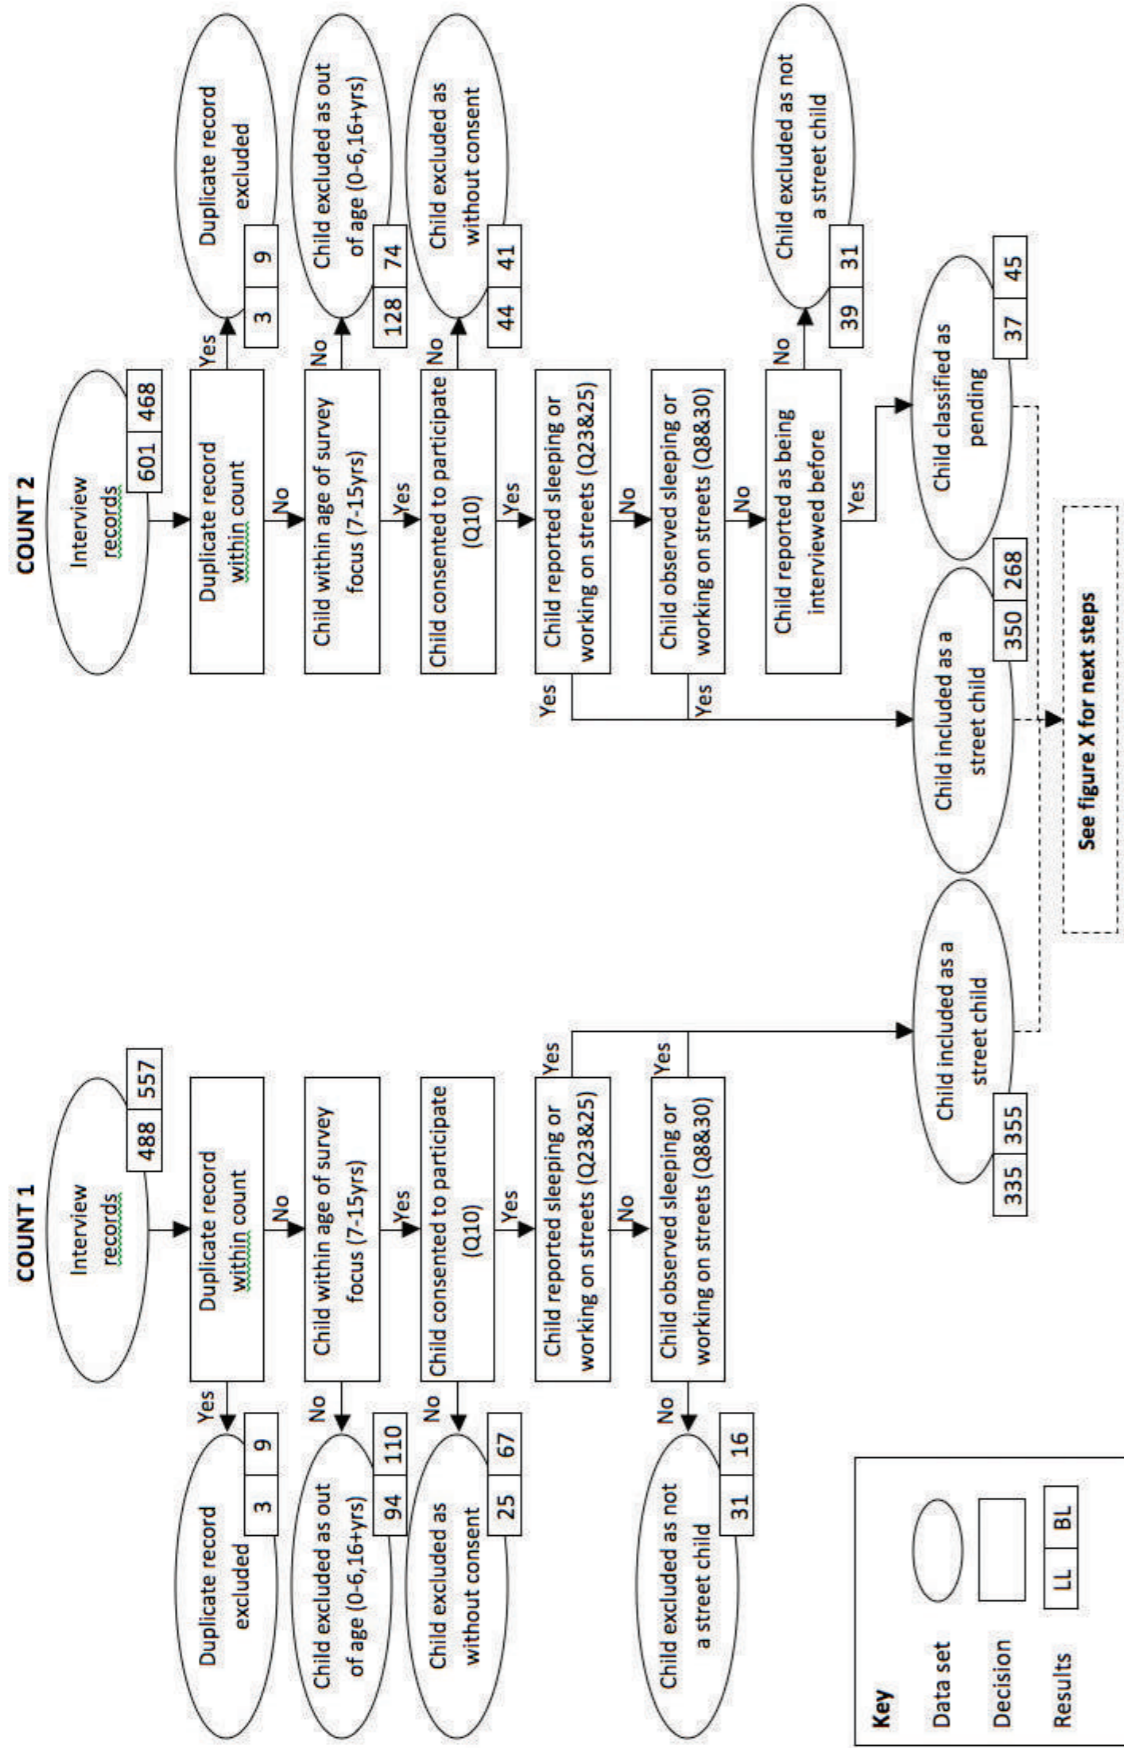 COUNT 1
Interview
records
488 557
Duplicate record
within count
Yes
Duplicate record
excluded
3 9
No
Child within age of survey
focus (7-15yrs)
No
Child excluded as out
of age (0-6,16+yrs)
94 110
Yes
Child consented to participate
(Q10)
No
Child excluded as
without consent
25 67
Yes
Child reported sleeping or
working on streets (Q23&25)
Yes
No
Child observed sleeping or
working on streets (Q8&30)
Yes
No
Child excluded as not
a street child
31 16
Child included as a
street child
335 355
COUNT 2
Interview
records
601 468
Duplicate record
within count
Yes
Duplicate record
excluded
3 9
No
Child within age of survey
focus (7-15yrs)
No
Child excluded as out
of age (0-6,16+yrs)
128 74
Yes
Child consented to participate
(Q10)
No
Child excluded as
without consent
44 41
Yes
Child reported sleeping or
working on streets (Q23&25)
Yes
No
Child observed sleeping or
working on streets (Q8&30)
Yes
No
Child reported as being
interviewed before
No
Child excluded as not
a street child
39 31
Yes
Child included as a
street child
350 268
Child classified as
pending
37 45
See figure X for next steps
Key
Data set
Decision
Results
LL BL